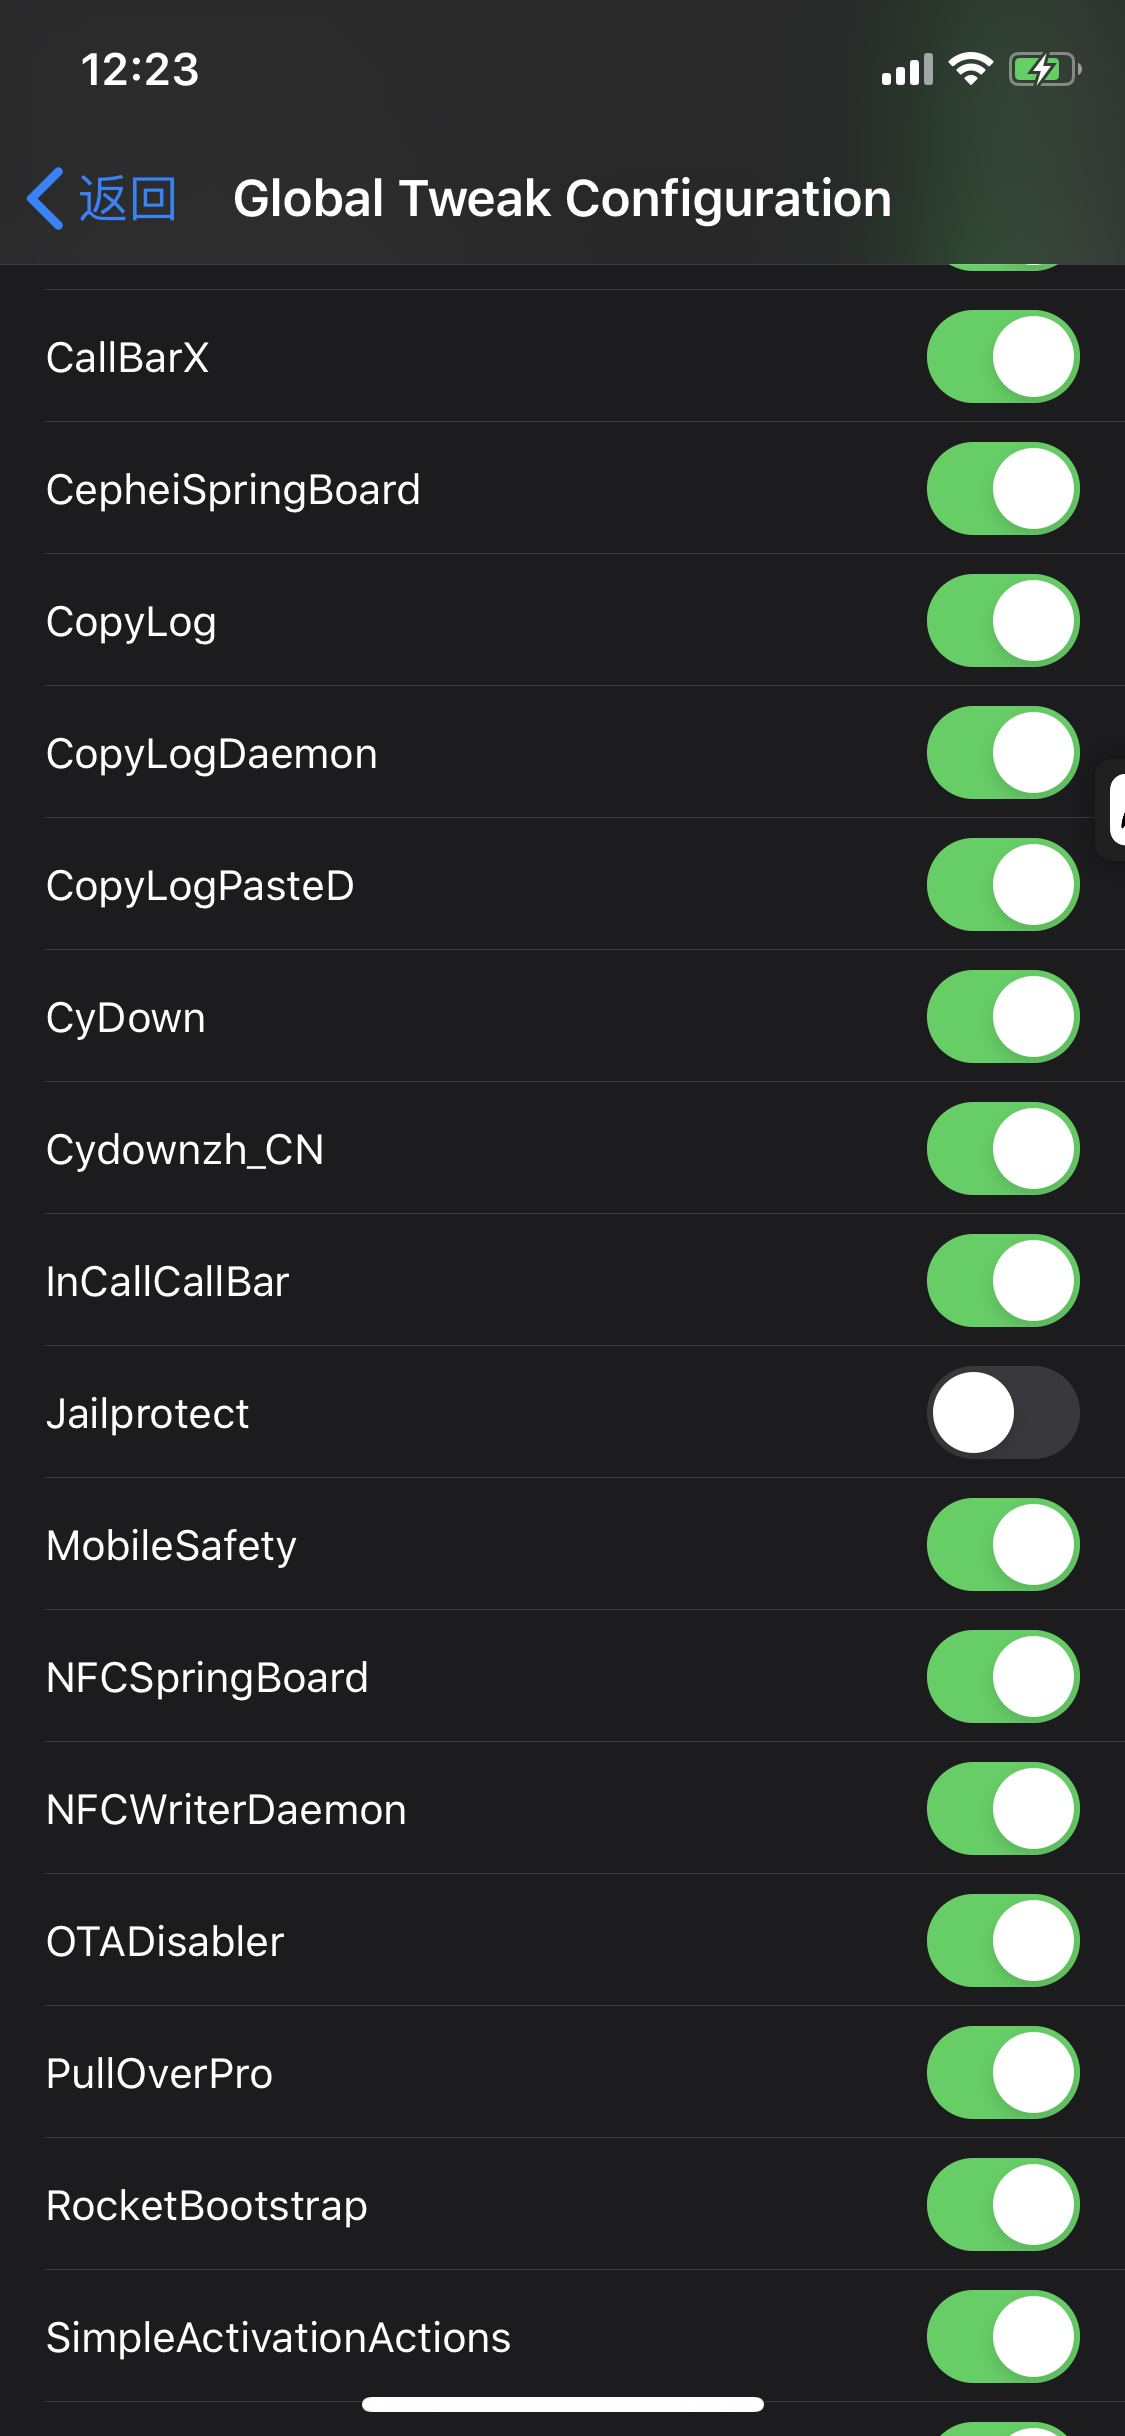 12:23
返回
Global Tweak Configuration
CallBarX
CepheiSpringBoard
CopyLog
CopyLogDaemon
CopyLogPasteD
CyDown
Cydownzh_CN
InCallCallBar
Jailprotect
MobileSafety
NFCSpringBoard
NFCWriterDaemon
OTADisabler
PullOverPro
RocketBootstrap
SimpleActivationActions